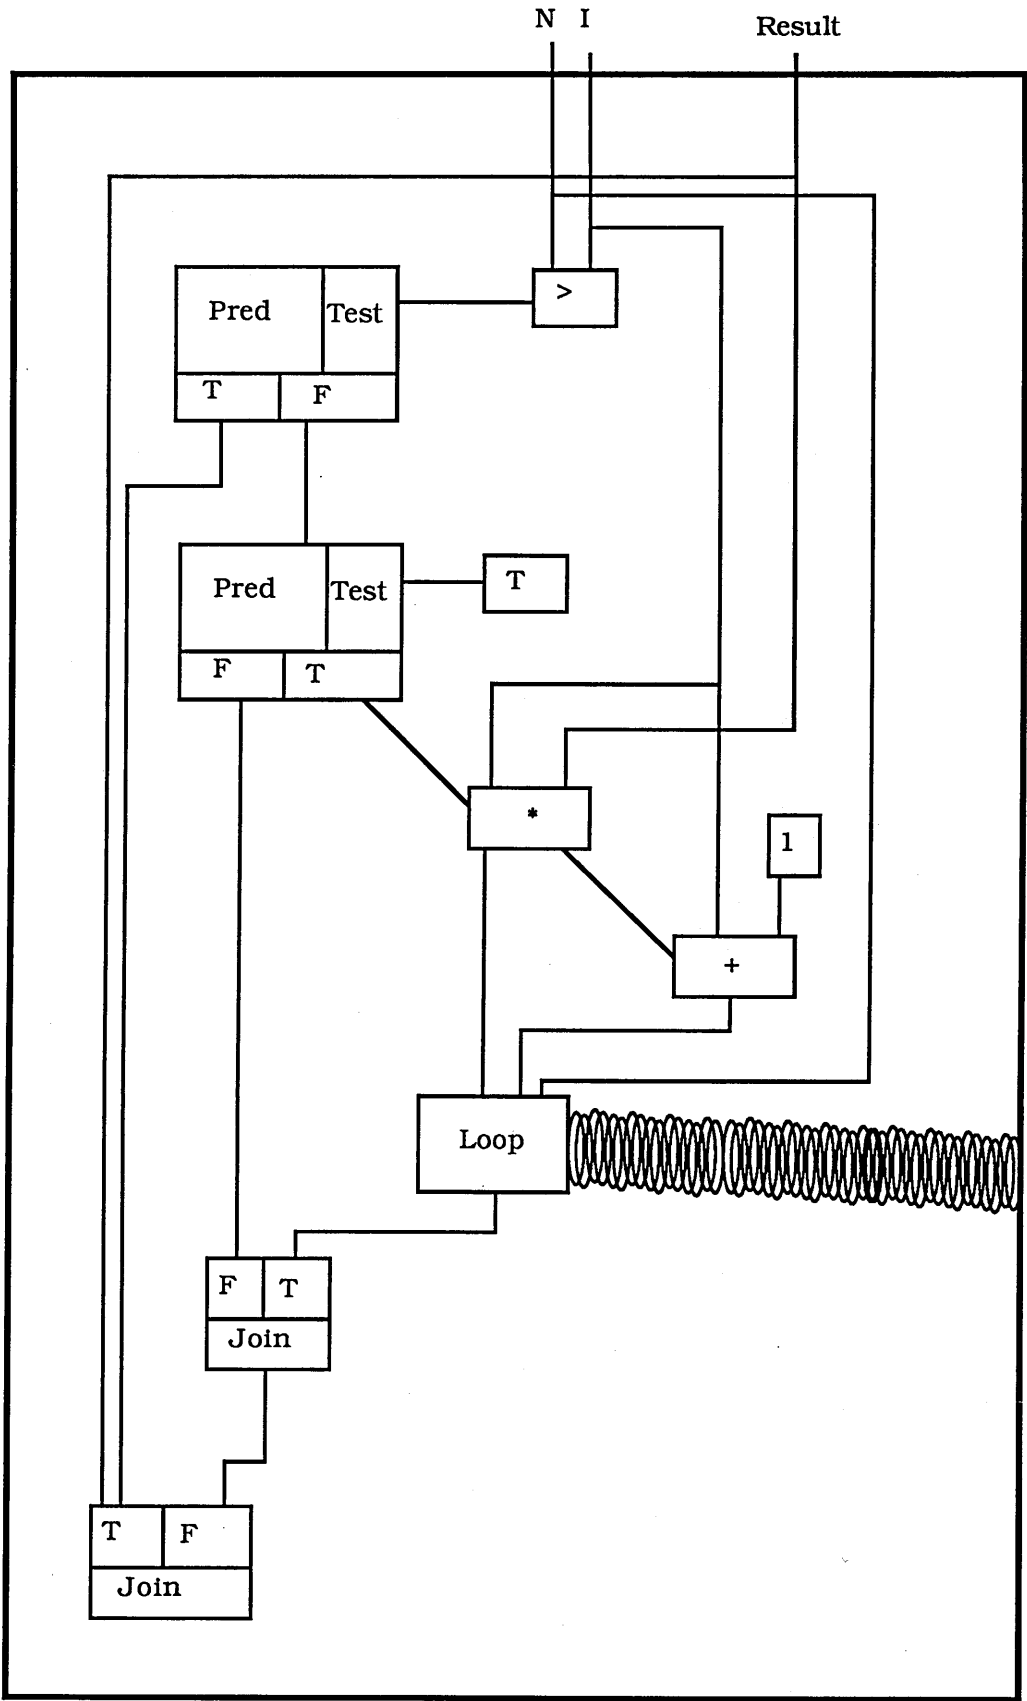 N I Result
>
Pred Test
T F
Pred Test
T
F T
*
1
+
Loop
F T
Join
T F
Join